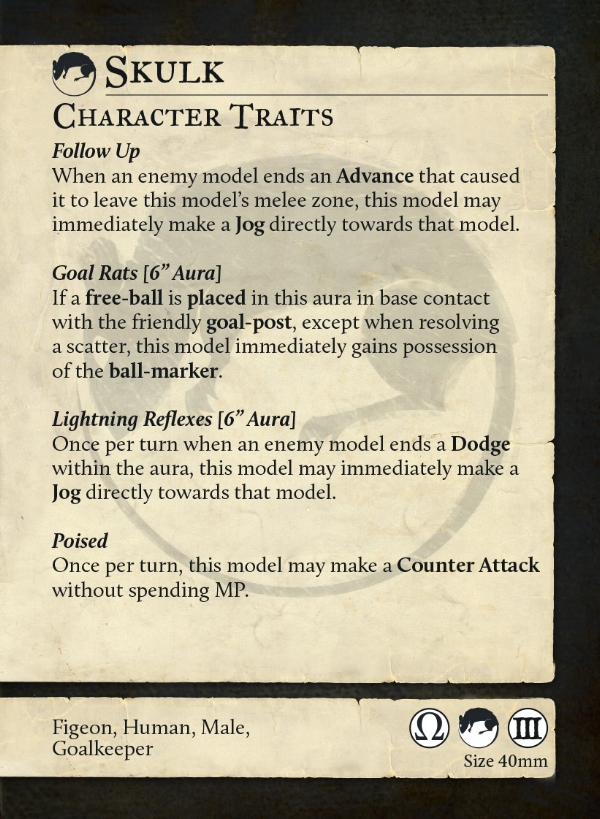 Skulk
Character Traits
Follow Up
When an enemy model ends an Advance that caused
it to leave this model’s melee zone, this model may
immediately make a Jog directly towards that model.
Goal Rats [6” Aura]
If a free-ball is placed in this aura in base contact
with the friendly goal-post, except when resolving
a scatter, this model immediately gains possession
of the ball-marker.
Lightning Reflexes [6” Aura]
Once per turn when an enemy model ends a Dodge
within the aura, this model may immediately make a
Jog directly towards that model.
Poised
Once per turn, this model may make a Counter Attack
without spending MP.
Figeon, Human, Male,
Goalkeeper
Ω III
Size 40mm